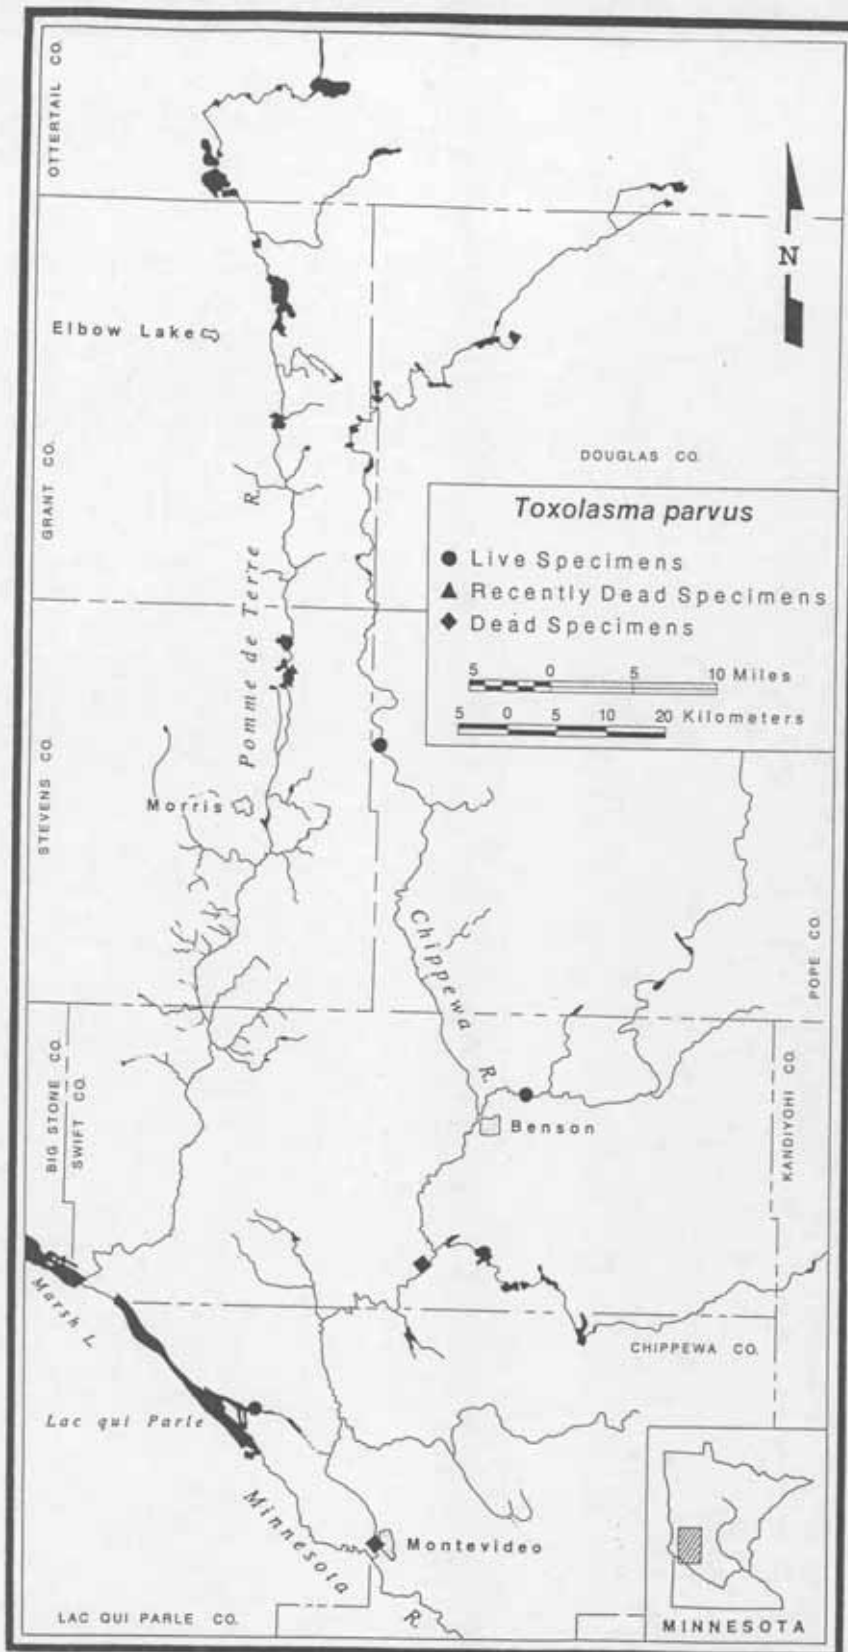 OTTERTAIL CO.
N
Elbow Lake
GRANT CO.
DOUGLAS CO.
Toxolasma parvus
Live Specimens
Recently Dead Specimens
Dead Specimens
5 0 5 10 Miles
5 0 5 10 20 Kilometers
Pomme de Terre R.
STEVENS CO.
Morris
Chippewa R.
POPE CO.
BIG STONE CO.
SWIFT CO.
KANDIYOHI CO.
Benson
Marsh L.
CHIPPEWA CO.
Lac qui Parle
Minnesota R.
Montevideo
LAC QUI PARLE CO.
MINNESOTA